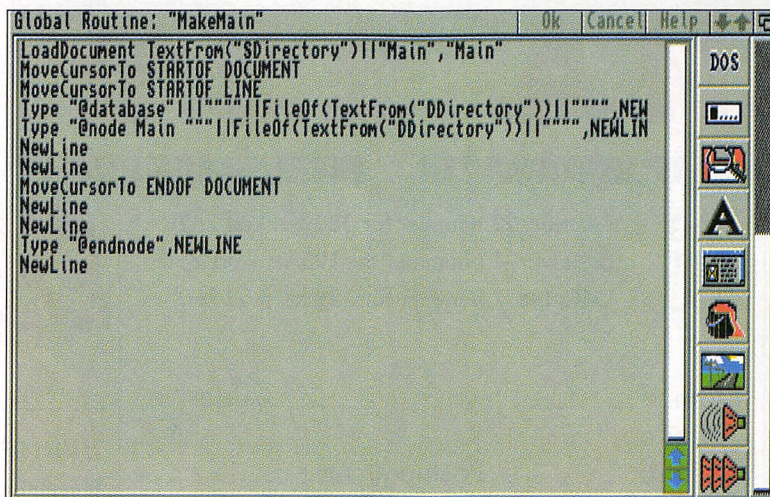 Global Routine: "MakeMain" Ok Cancel Help
LoadDocument TextFrom("SDirectory")||"Main","Main"
MoveCursorTo STARTOF DOCUMENT
MoveCursorTo STARTOF LINE
Type "@database"|||""""||FileOf(TextFrom("DDirectory"))||"""",NEW
Type "@node Main """||FileOf(TextFrom("DDirectory"))||"""",NEWLIN
NewLine
NewLine
MoveCursorTo ENDOF DOCUMENT
NewLine
NewLine
Type "@endnode",NEWLINE
NewLine
DOS
A